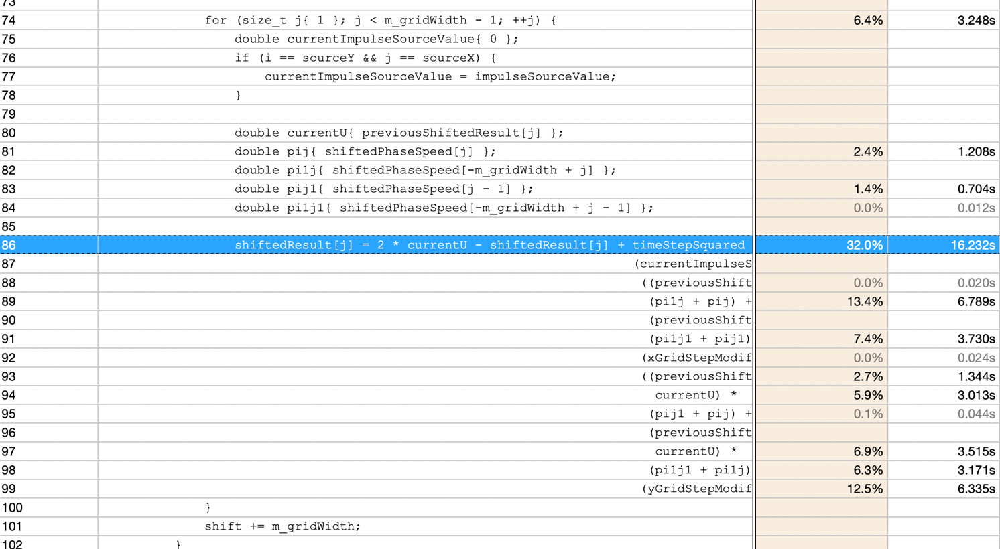 73
74 for (size_t j{ 1 }; j < m_gridWidth - 1; ++j) { 6.4% 3.248s
75 double currentImpulseSourceValue{ 0 };
76 if (i == sourceY && j == sourceX) {
77 currentImpulseSourceValue = impulseSourceValue;
78 }
79
80 double currentU{ previousShiftedResult[j] };
81 double pij{ shiftedPhaseSpeed[j] }; 2.4% 1.208s
82 double pi1j{ shiftedPhaseSpeed[-m_gridWidth + j] };
83 double pij1{ shiftedPhaseSpeed[j - 1] }; 1.4% 0.704s
84 double pi1j1{ shiftedPhaseSpeed[-m_gridWidth + j - 1] }; 0.0% 0.012s
85
86 shiftedResult[j] = 2 * currentU - shiftedResult[j] + timeStepSquared 32.0% 16.232s
87 (currentImpulseS
88 ((previousShift 0.0% 0.020s
89 (pi1j + pij) + 13.4% 6.789s
90 (previousShift
91 (pi1j1 + pij1) 7.4% 3.730s
92 (xGridStepModif 0.0% 0.024s
93 ((previousShift 2.7% 1.344s
94 currentU) * 5.9% 3.013s
95 (pij1 + pij) + 0.1% 0.044s
96 (previousShift
97 currentU) * 6.9% 3.515s
98 (pi1j1 + pi1j) 6.3% 3.171s
99 (yGridStepModif 12.5% 6.335s
100 }
101 shift += m_gridWidth;
102 }